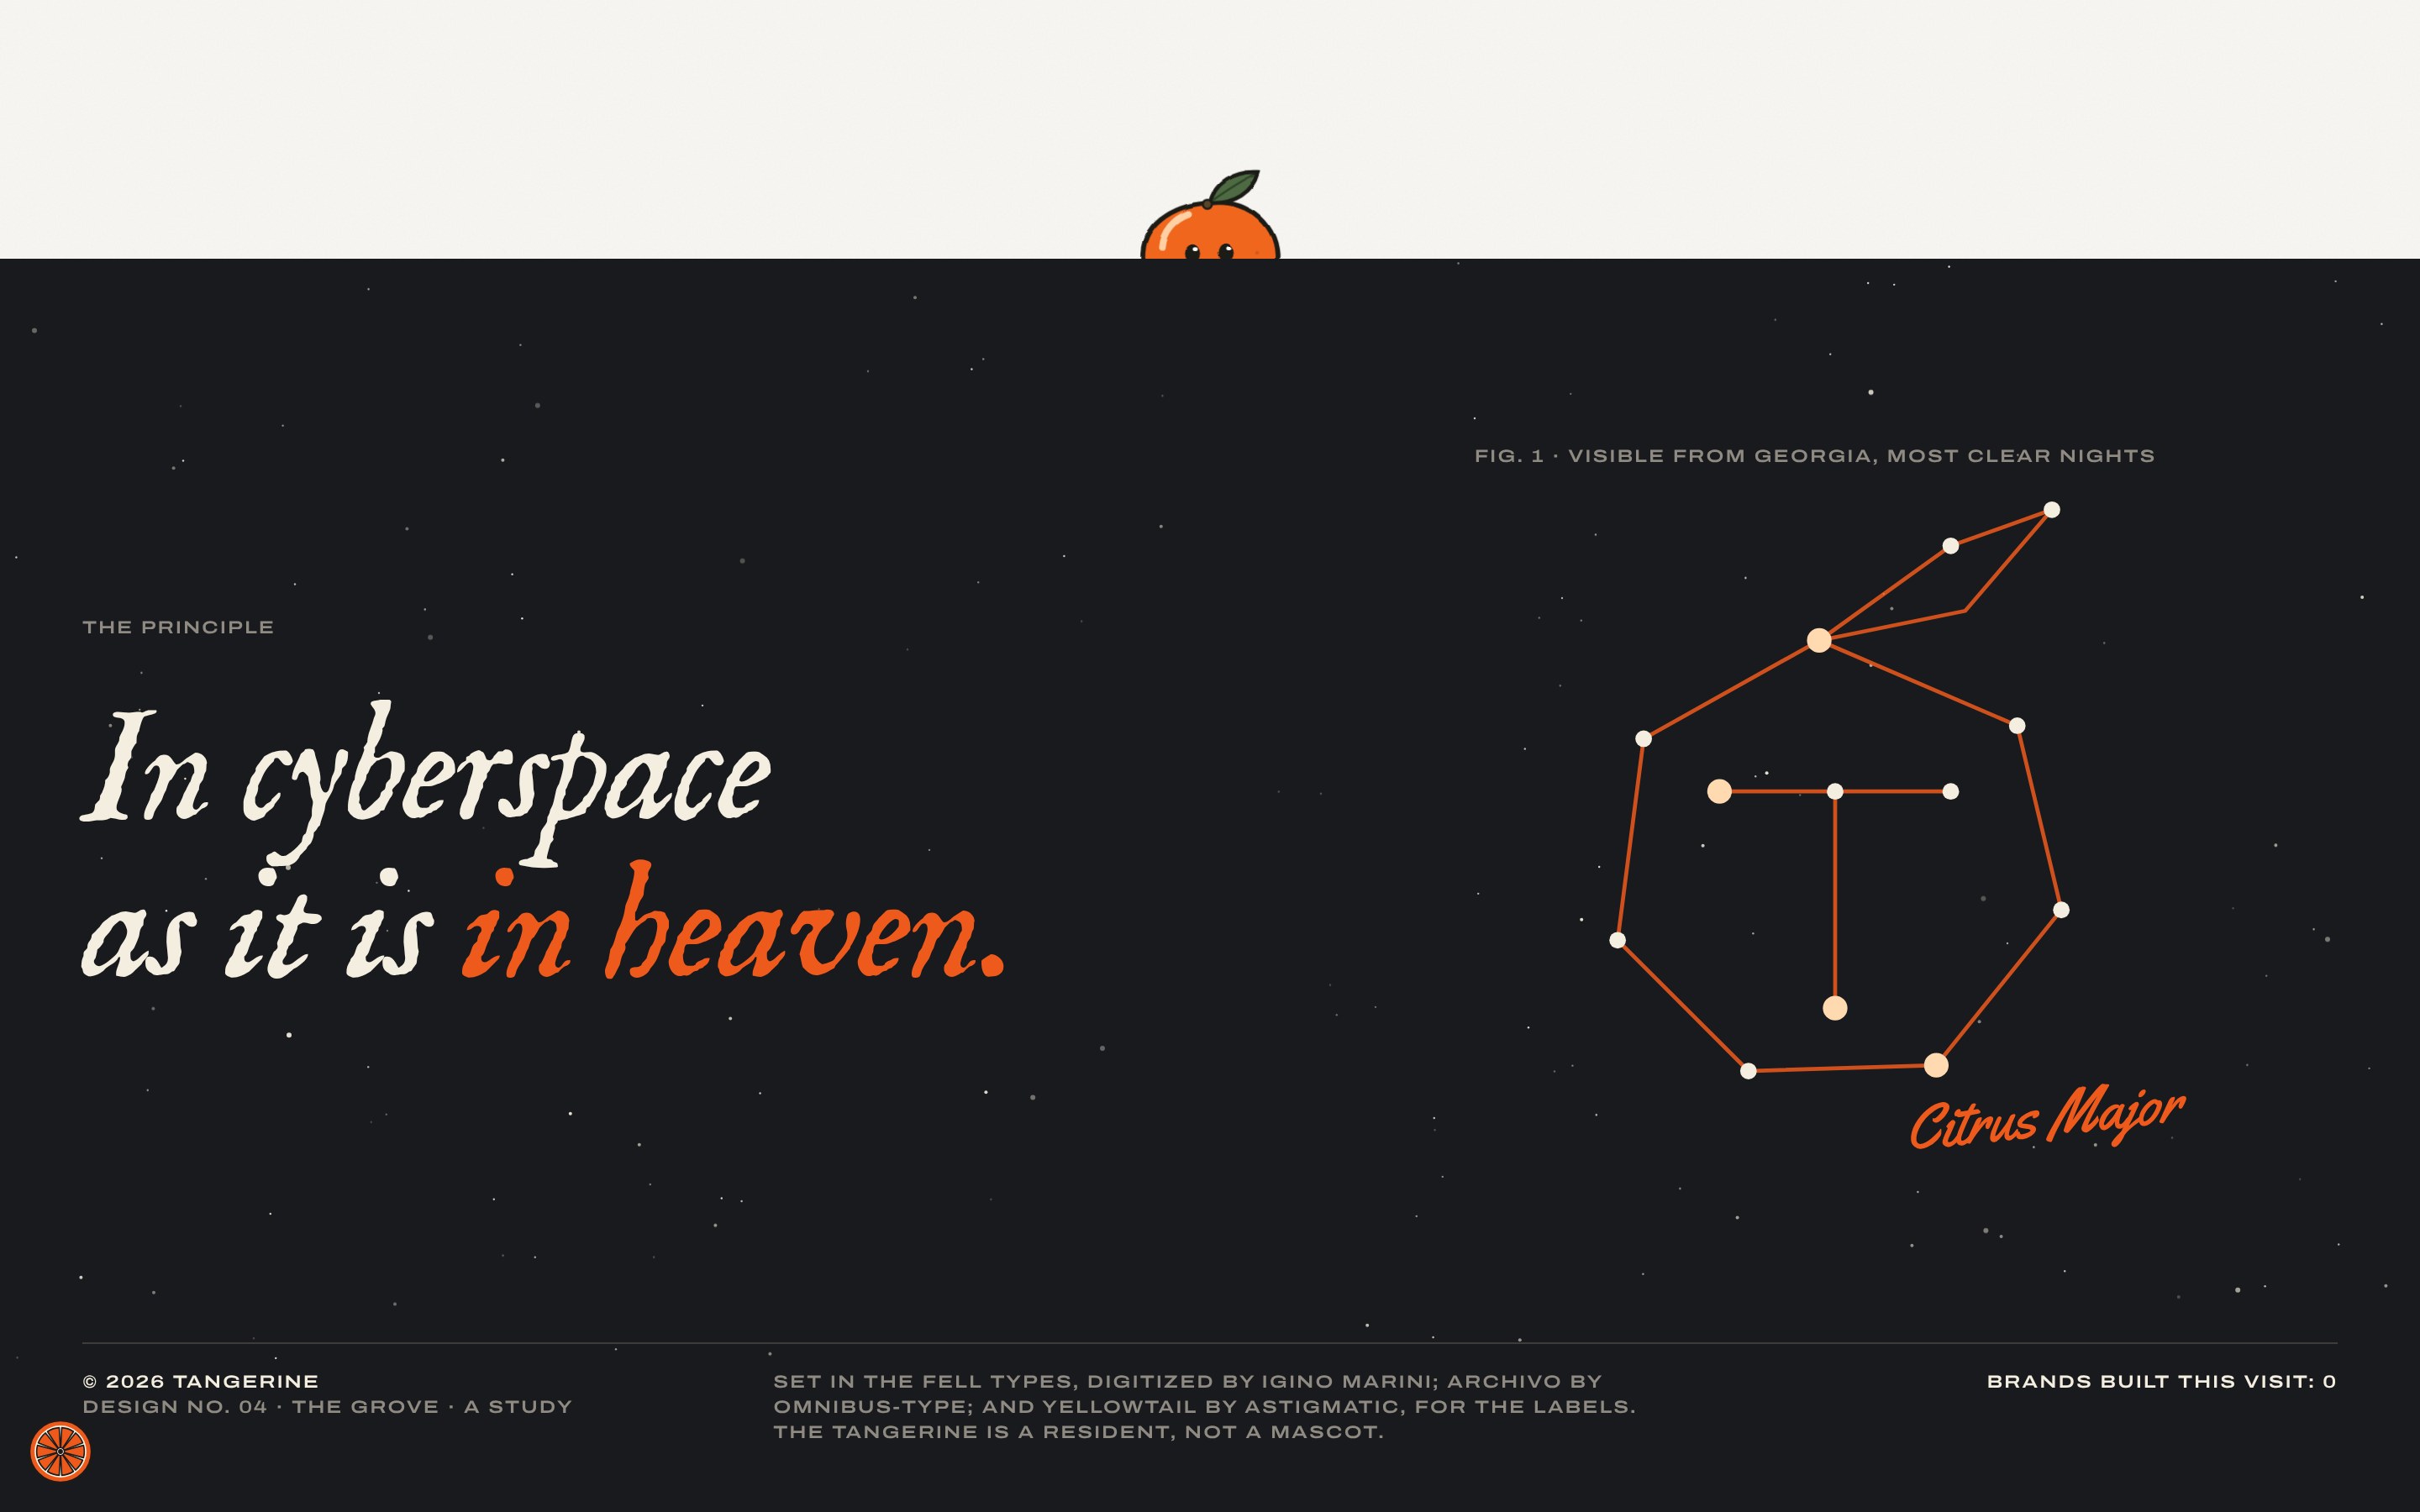 FIG. 1 · VISIBLE FROM GEORGIA, MOST CLEAR NIGHTS
THE PRINCIPLE
In cyberspace
as it is in heaven.
T
Citrus Major
© 2026 TANGERINE
DESIGN NO. 04 · THE GROVE · A STUDY
SET IN THE FELL TYPES, DIGITIZED BY IGINO MARINI; ARCHIVO BY
OMNIBUS-TYPE; AND YELLOWTAIL BY ASTIGMATIC, FOR THE LABELS.
THE TANGERINE IS A RESIDENT, NOT A MASCOT.
BRANDS BUILT THIS VISIT: 0